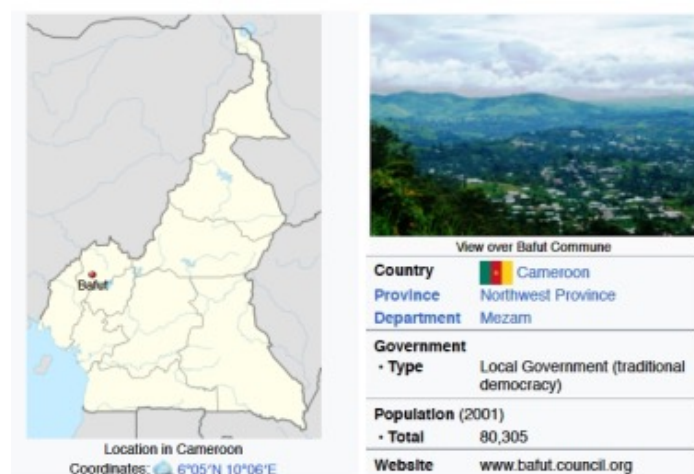 Bafut
Location in Cameroon
Coordinates: 6°05′N 10°06′E
View over Bafut Commune
Country Cameroon
Province Northwest Province
Department Mezam
Government
• Type Local Government (traditional
democracy)
Population (2001)
• Total 80,305
Website www.bafut.council.org